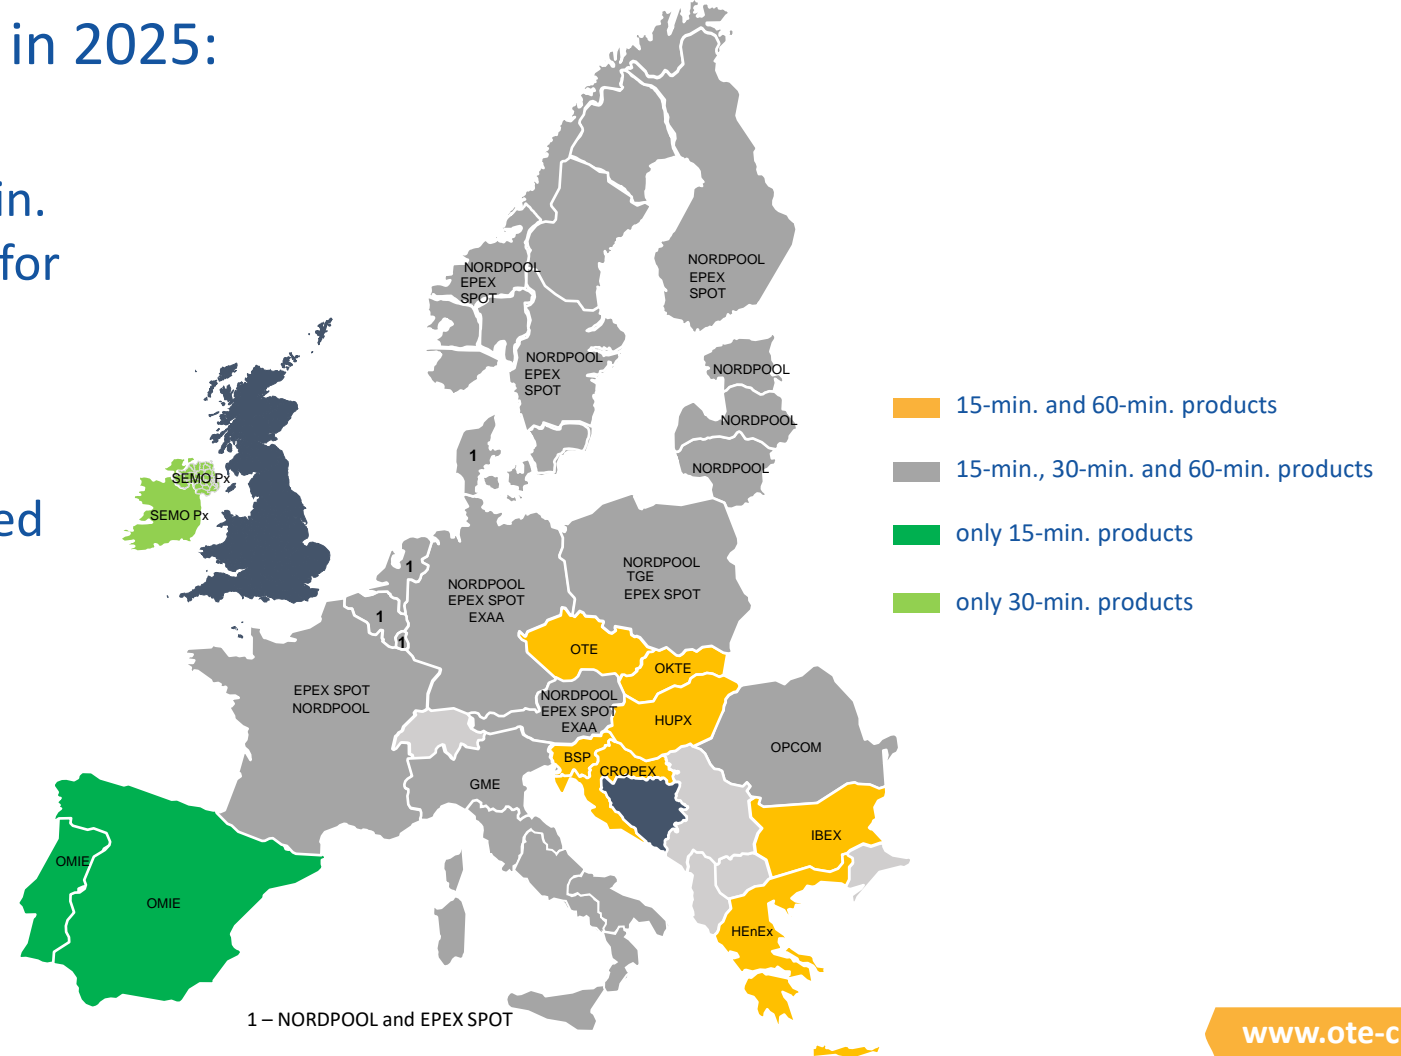 in 2025:
in.
for
ed
NORDPOOL
EPEX
SPOT
NORDPOOL
EPEX
SPOT
NORDPOOL
EPEX
SPOT
NORDPOOL
NORDPOOL
NORDPOOL
1
SEMO Px
SEMO Px
1
1
1
NORDPOOL
EPEX SPOT
EXAA
NORDPOOL
TGE
EPEX SPOT
OTE
OKTE
EPEX SPOT
NORDPOOL
NORDPOOL
EPEX SPOT
EXAA
HUPX
BSP
CROPEX
OPCOM
GME
IBEX
OMIE
OMIE
HEnEx
15-min. and 60-min. products
15-min., 30-min. and 60-min. products
only 15-min. products
only 30-min. products
1 – NORDPOOL and EPEX SPOT
www.ote-c